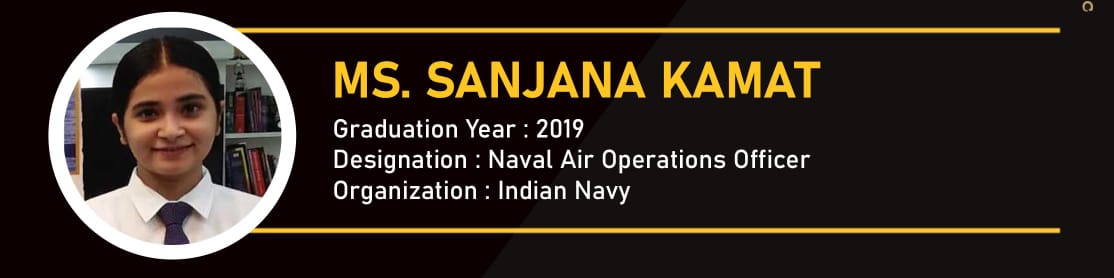 MS. SANJANA KAMAT
Graduation Year : 2019
Designation : Naval Air Operations Officer
Organization : Indian Navy